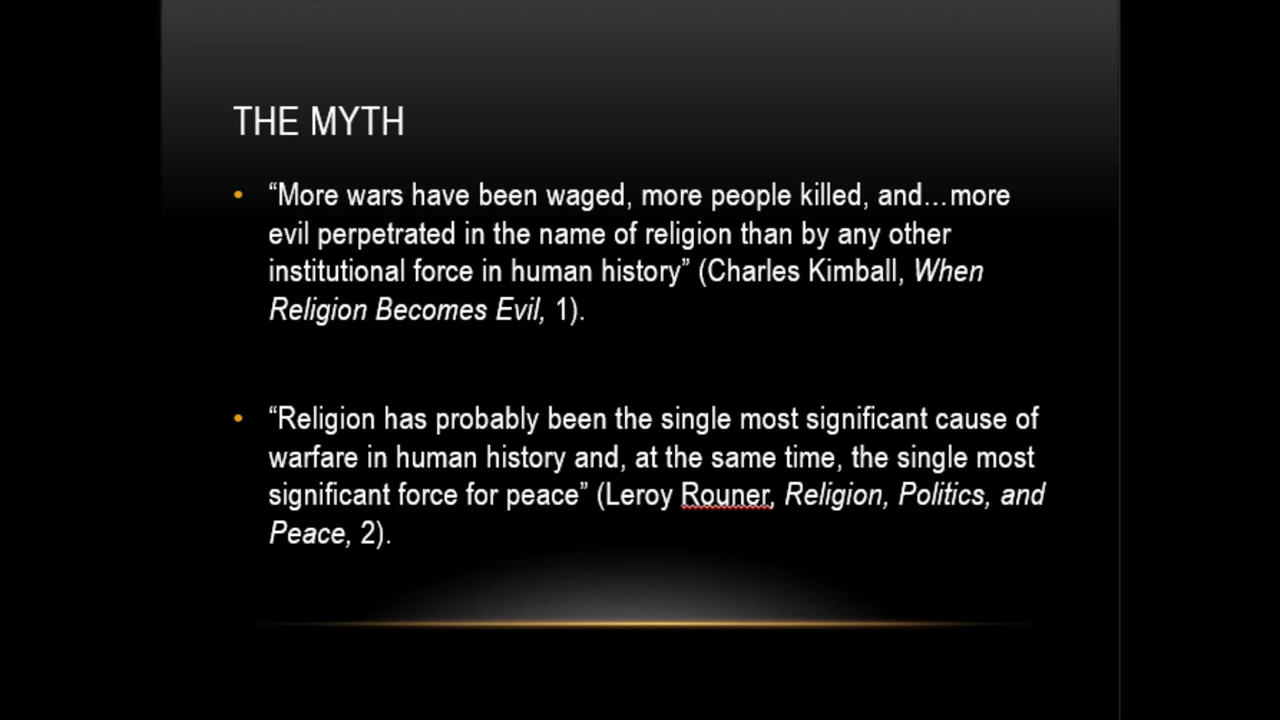 THE MYTH
• “More wars have been waged, more people killed, and…more
evil perpetrated in the name of religion than by any other
institutional force in human history” (Charles Kimball, When
Religion Becomes Evil, 1).
• “Religion has probably been the single most significant cause of
warfare in human history and, at the same time, the single most
significant force for peace” (Leroy Rouner, Religion, Politics, and
Peace, 2).